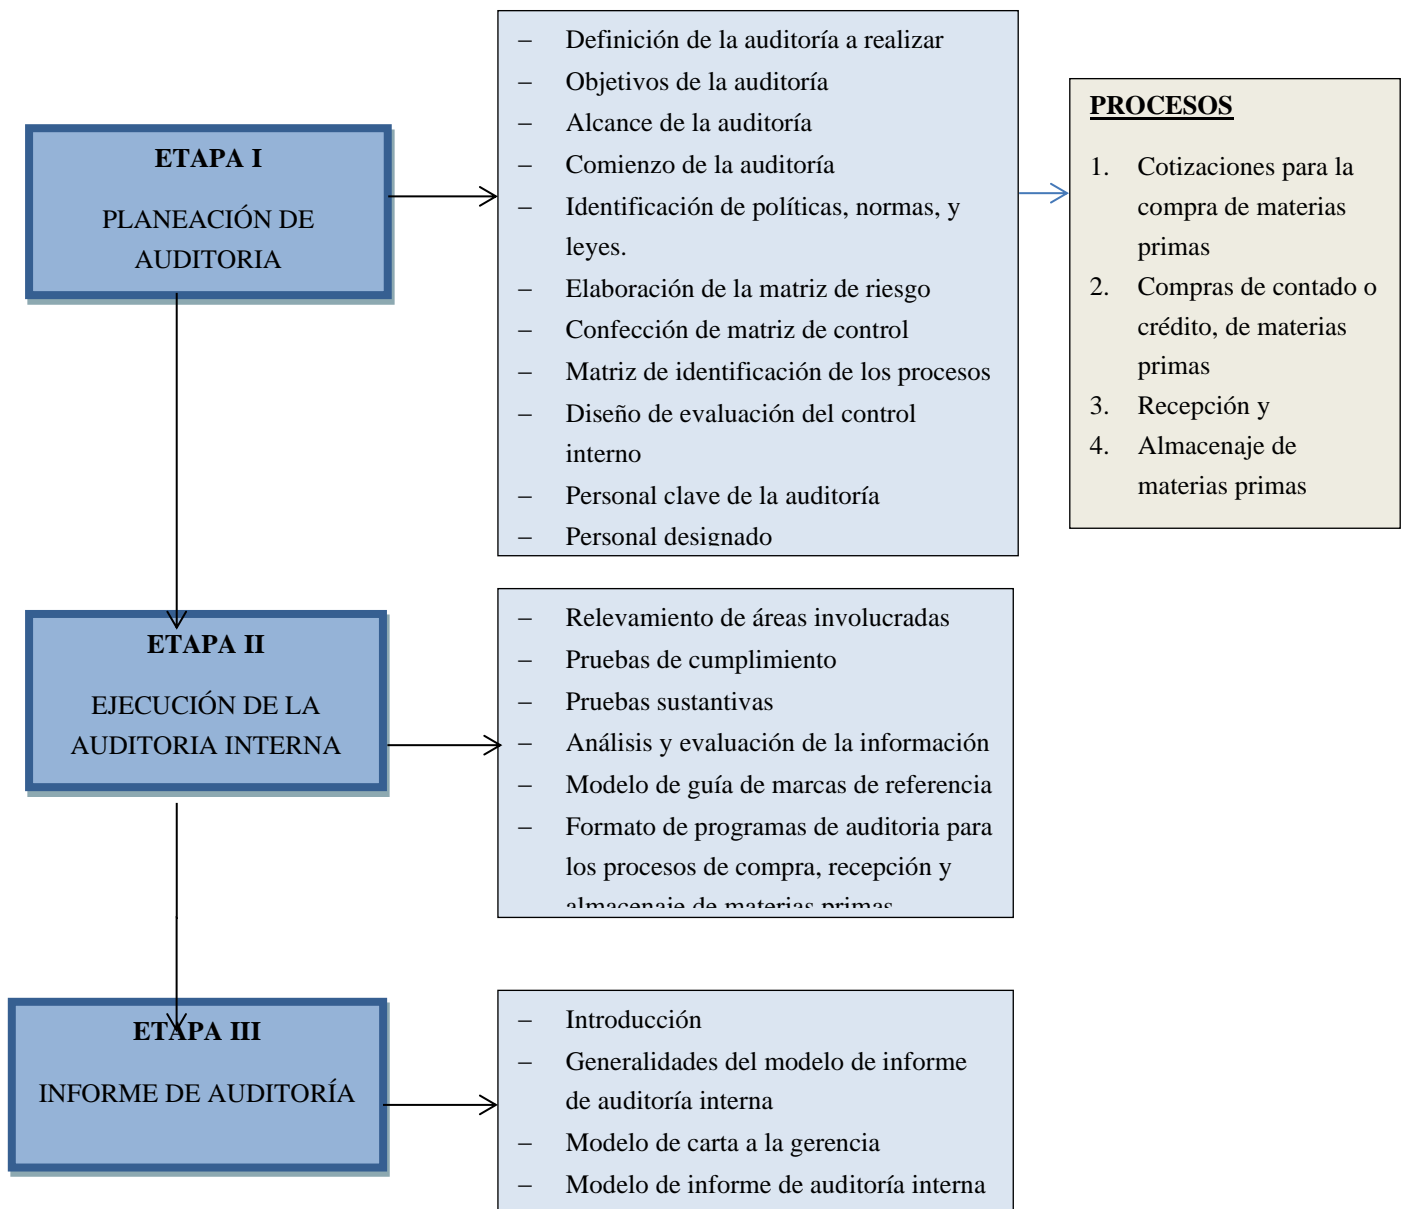 ETAPA I
PLANEACIÓN DE
AUDITORIA
– Definición de la auditoría a realizar
– Objetivos de la auditoría
– Alcance de la auditoría
– Comienzo de la auditoría
– Identificación de políticas, normas, y
leyes.
– Elaboración de la matriz de riesgo
– Confección de matriz de control
– Matriz de identificación de los procesos
– Diseño de evaluación del control
interno
– Personal clave de la auditoría
– Personal designado
PROCESOS
1. Cotizaciones para la
compra de materias
primas
2. Compras de contado o
crédito, de materias
primas
3. Recepción y
4. Almacenaje de
materias primas
ETAPA II
EJECUCIÓN DE LA
AUDITORIA INTERNA
– Relevamiento de áreas involucradas
– Pruebas de cumplimiento
– Pruebas sustantivas
– Análisis y evaluación de la información
– Modelo de guía de marcas de referencia
– Formato de programas de auditoria para
los procesos de compra, recepción y
almacenaje de materias primas
ETAPA III
INFORME DE AUDITORÍA
– Introducción
– Generalidades del modelo de informe
de auditoría interna
– Modelo de carta a la gerencia
– Modelo de informe de auditoría interna